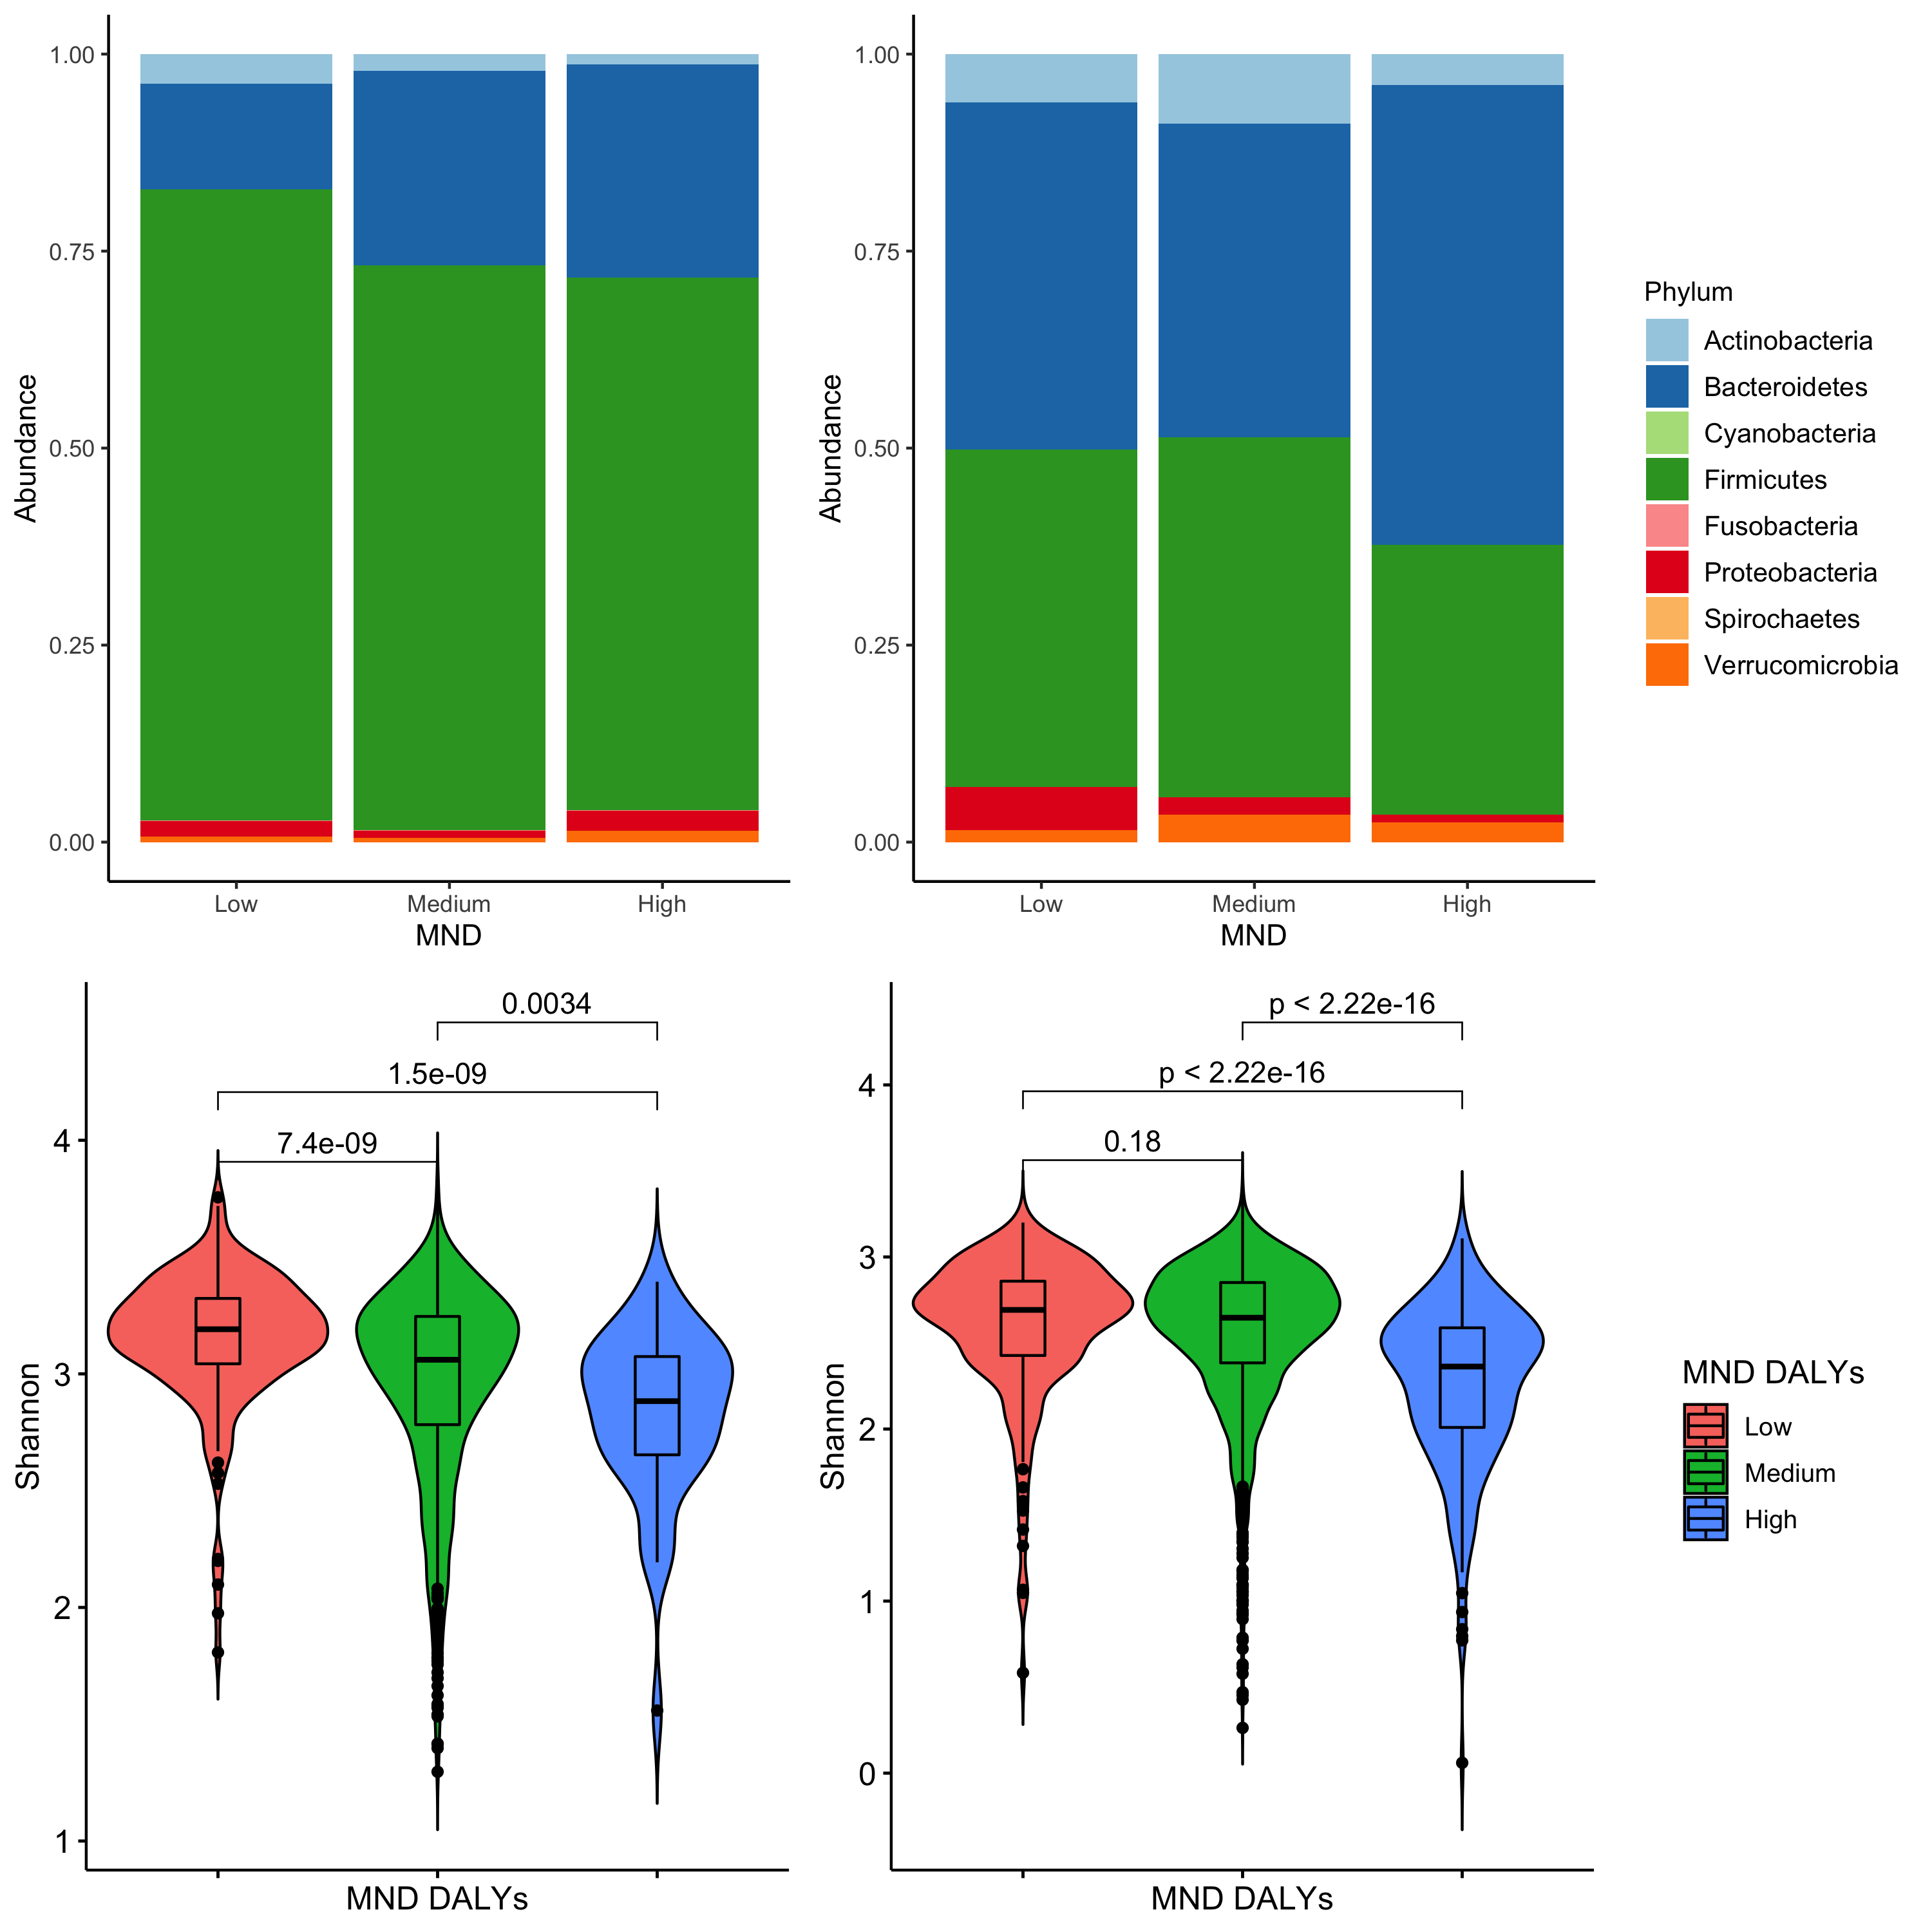 1.00
0.75
0.50
0.25
0.00
Abundance
Low Medium High
MND
1.00
0.75
0.50
0.25
0.00
Abundance
Low Medium High
MND
Phylum
Actinobacteria
Bacteroidetes
Cyanobacteria
Firmicutes
Fusobacteria
Proteobacteria
Spirochaetes
Verrucomicrobia
0.0034
1.5e-09
7.4e-09
4
3
2
1
Shannon
MND DALYs
p < 2.22e-16
p < 2.22e-16
0.18
4
3
2
1
0
Shannon
MND DALYs
MND DALYs
Low
Medium
High